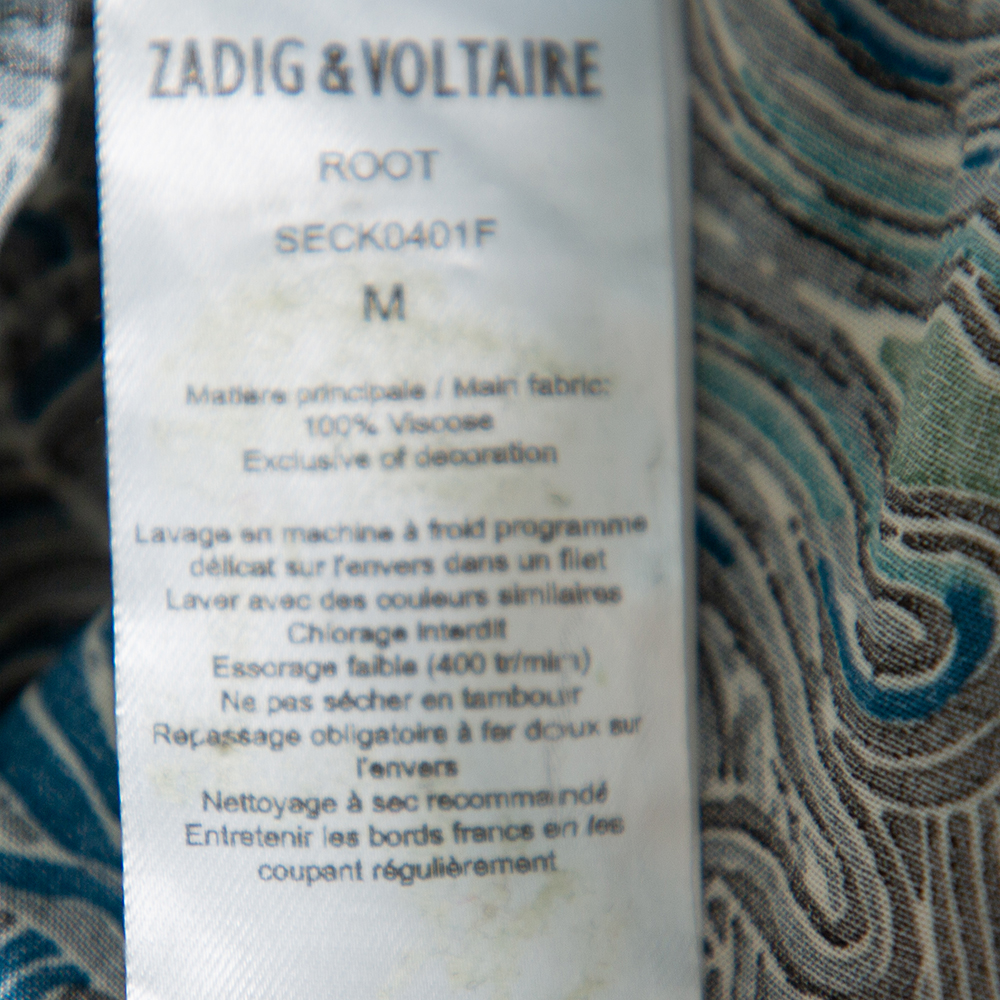 ZADIG & VOLTAIRE
ROOT
SECK0401F
M
Matière principale / Main fabric:
100% Viscose
Exclusive of decoration
Lavage en machine à froid programme
délicat sur l'envers dans un filet
Laver avec des couleurs similaires
Chlorage interdit
Essorage faible (400 tr/min)
Ne pas sécher en tambour
Repassage obligatoire à fer doux sur
l'envers
Nettoyage à sec recommandé
Entretenir les bords francs en les
coupant régulièrement